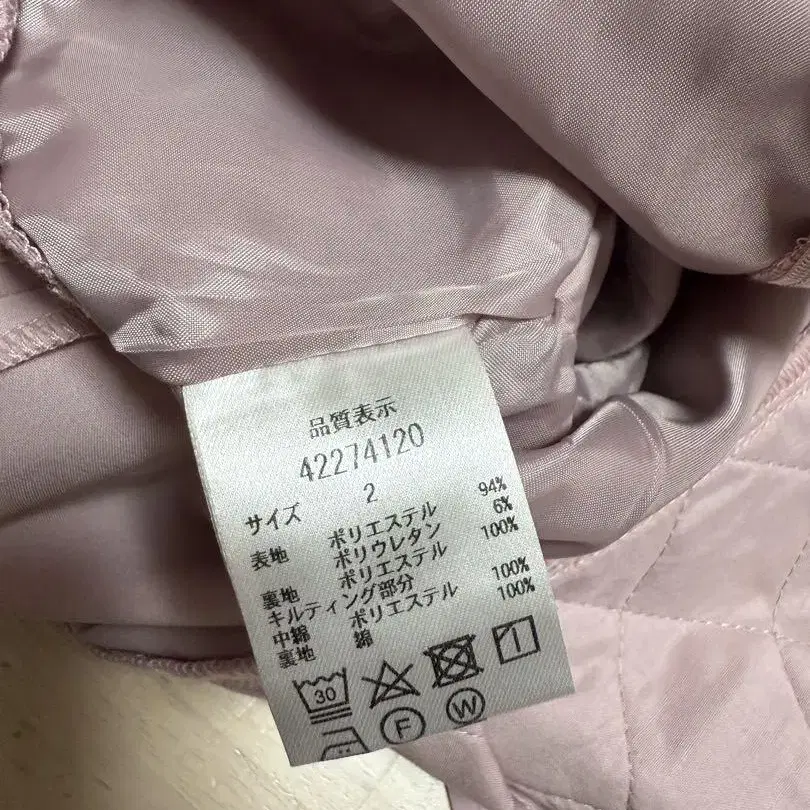 品質表示
42274120
サイズ 2
表地 ポリエステル 94%
ポリウレタン 6%
裏地 ポリエステル 100%
キルティング部分
中綿 ポリエステル 100%
裏地 綿 100%
30
F W